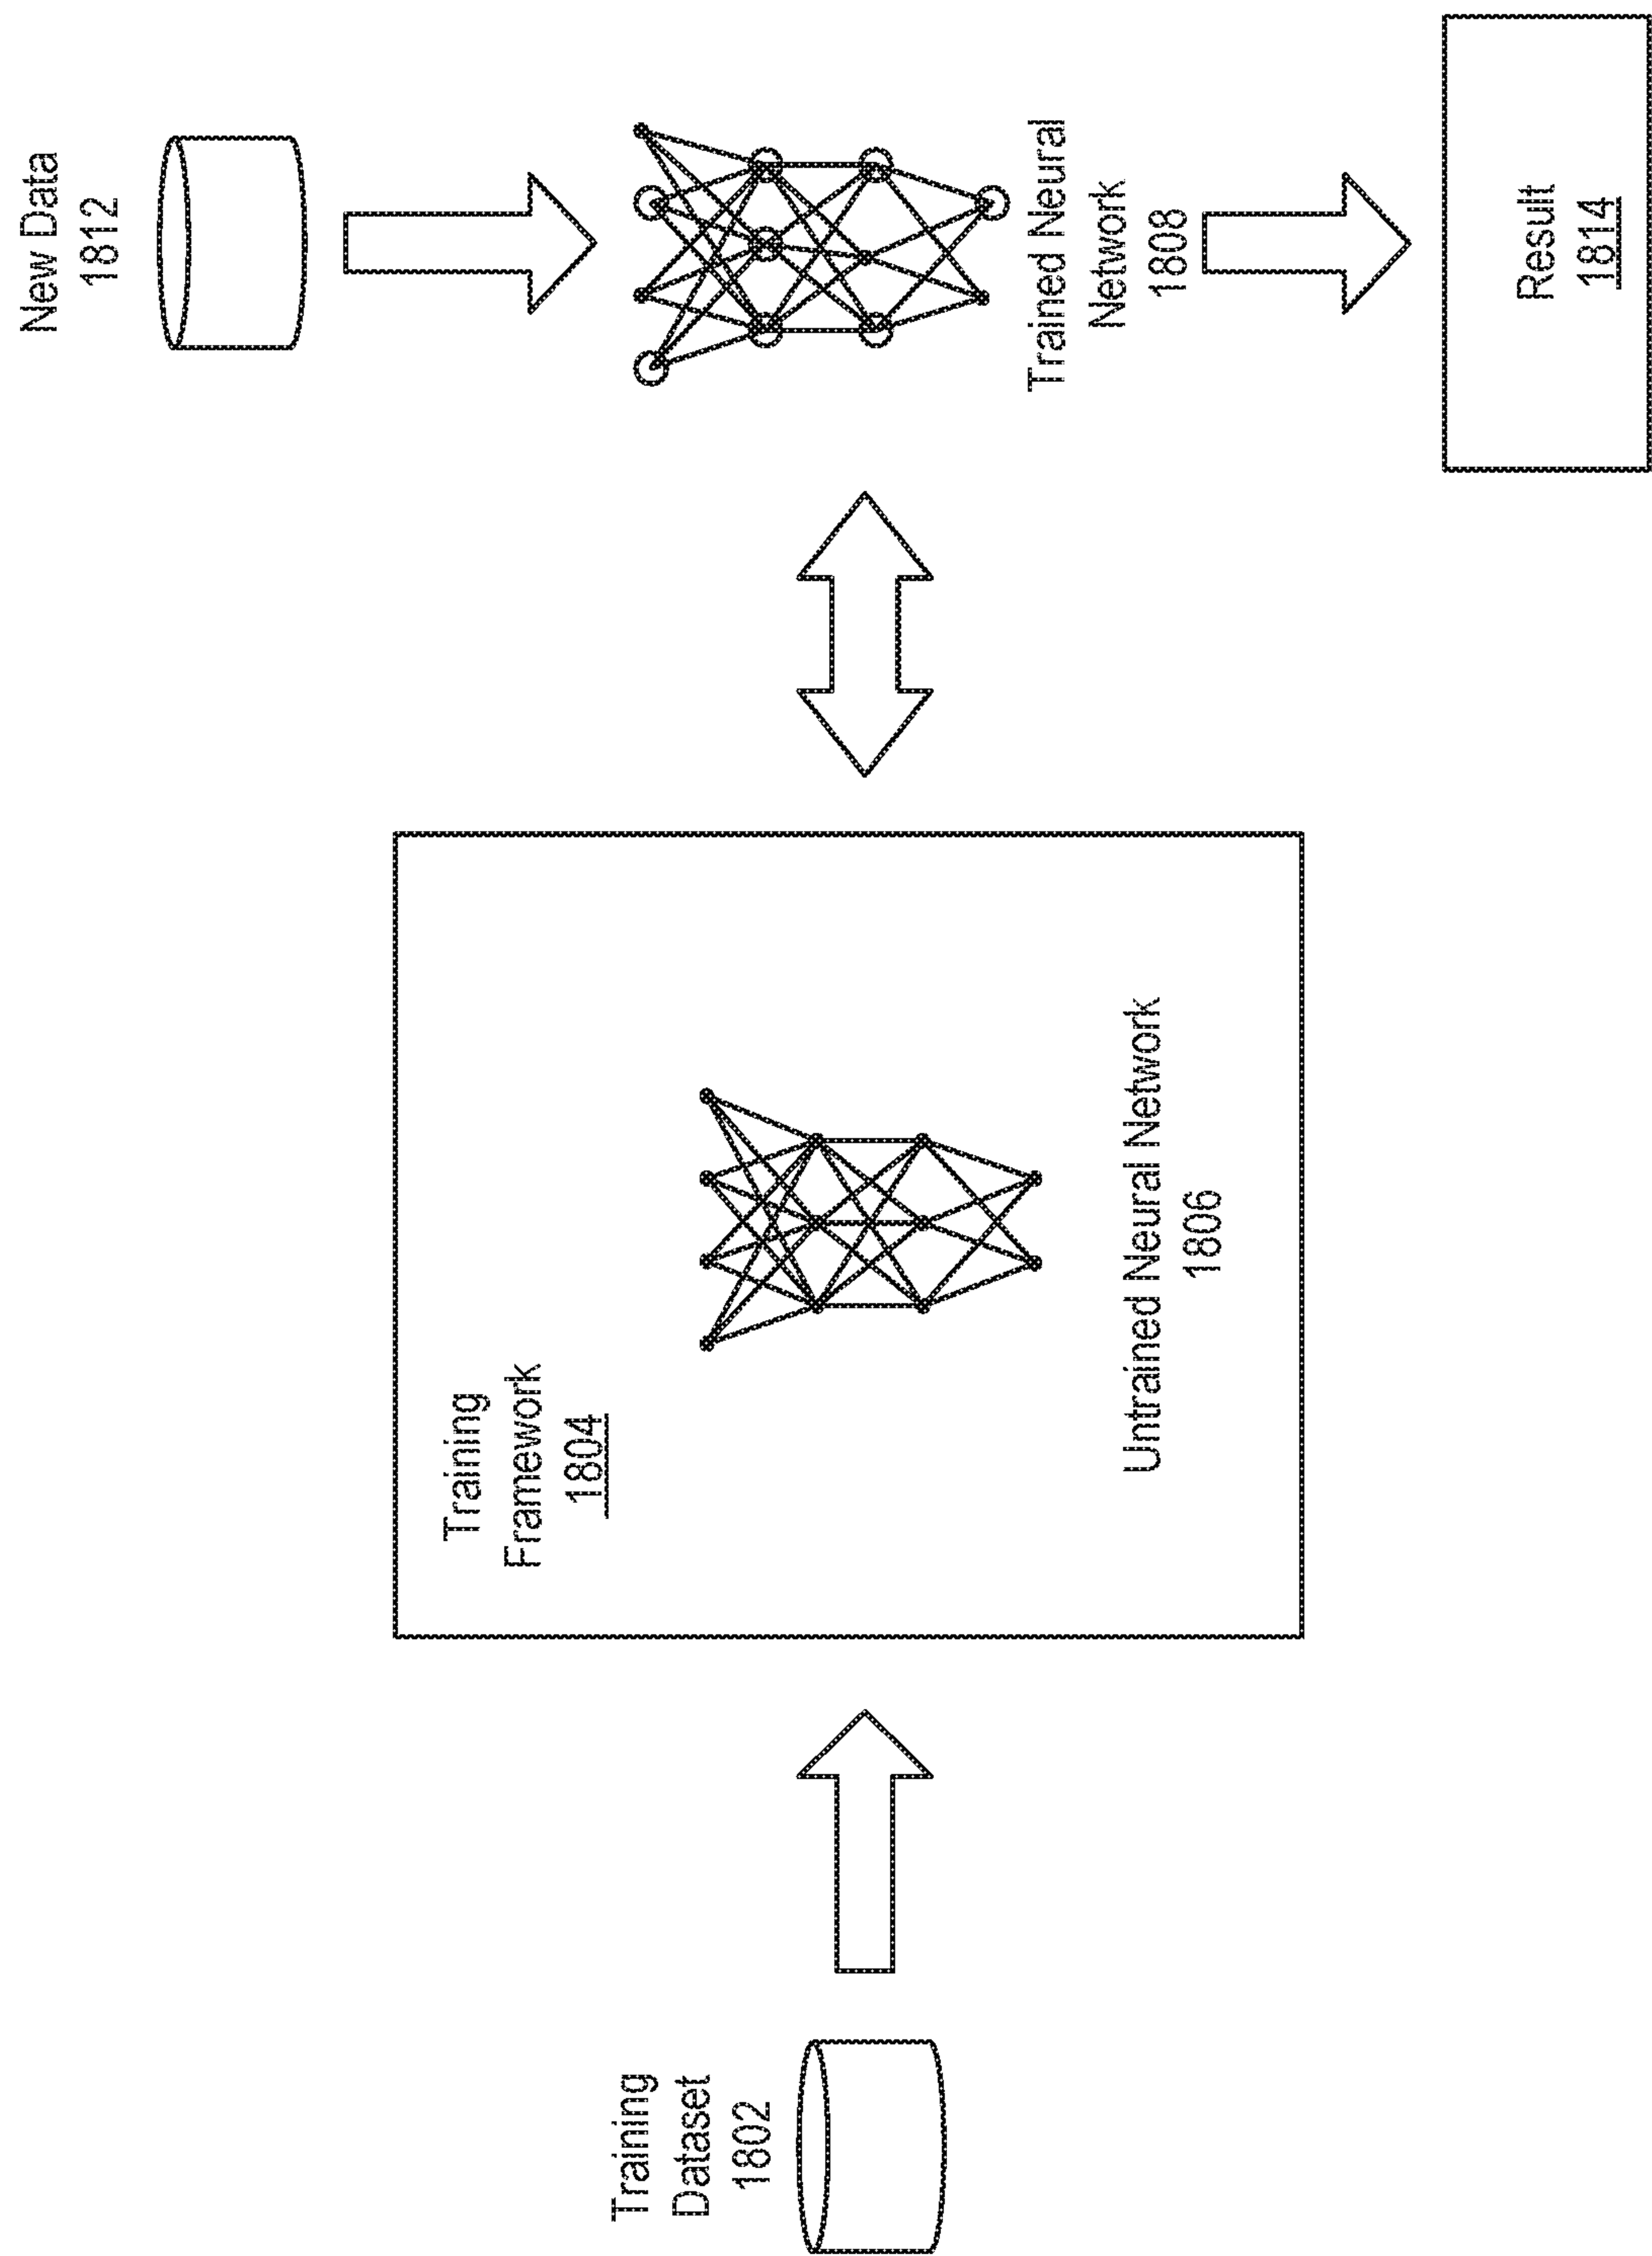 Training
Dataset
1802
Training
Framework
1804
Untrained Neural Network
1806
New Data
1812
Trained Neural
Network
1808
Result
1814